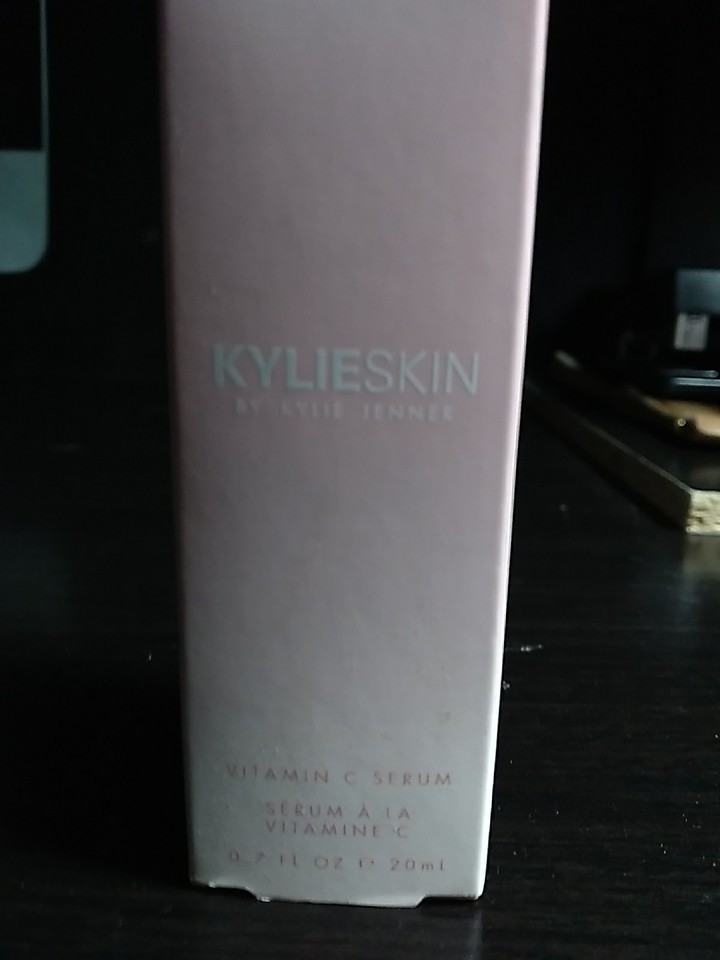 KYLIESKIN
BY KYLIE JENNER
VITAMIN C SERUM
SÉRUM À LA
VITAMINE C
0.7 FL OZ ℮ 20mL